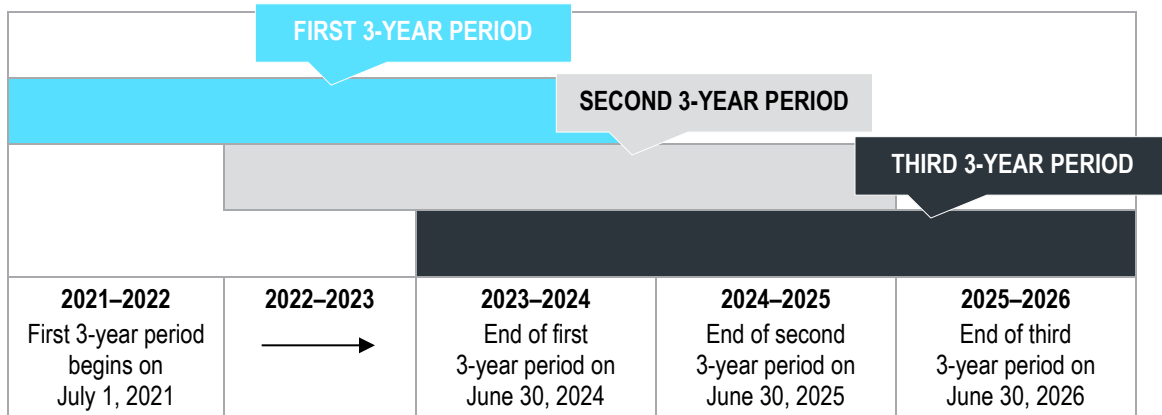 FIRST 3-YEAR PERIOD
SECOND 3-YEAR PERIOD
THIRD 3-YEAR PERIOD
2021–2022
First 3-year period
begins on
July 1, 2021
2022–2023
2023–2024
End of first
3-year period on
June 30, 2024
2024–2025
End of second
3-year period on
June 30, 2025
2025–2026
End of third
3-year period on
June 30, 2026